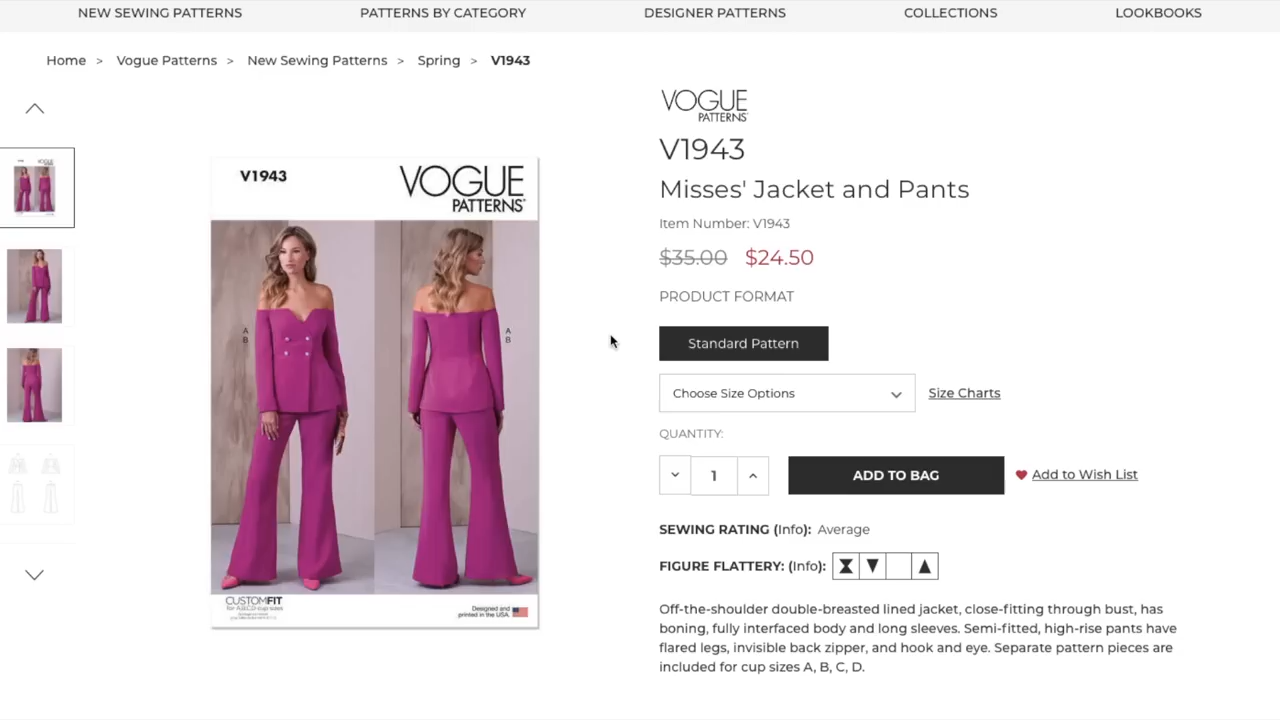 NEW SEWING PATTERNS PATTERNS BY CATEGORY DESIGNER PATTERNS COLLECTIONS LOOKBOOKS
Home > Vogue Patterns > New Sewing Patterns > Spring > V1943
V1943
VOGUE
PATTERNS
A
B
A
B
CUSTOMFIT
for A,B,C,D cup sizes
Designed and
printed in the USA
VOGUE
PATTERNS
V1943
Misses' Jacket and Pants
Item Number: V1943
$35.00 $24.50
PRODUCT FORMAT
Standard Pattern
Choose Size Options Size Charts
QUANTITY:
1 ADD TO BAG Add to Wish List
SEWING RATING (Info): Average
FIGURE FLATTERY: (Info):
Off-the-shoulder double-breasted lined jacket, close-fitting through bust, has
boning, fully interfaced body and long sleeves. Semi-fitted, high-rise pants have
flared legs, invisible back zipper, and hook and eye. Separate pattern pieces are
included for cup sizes A, B, C, D.